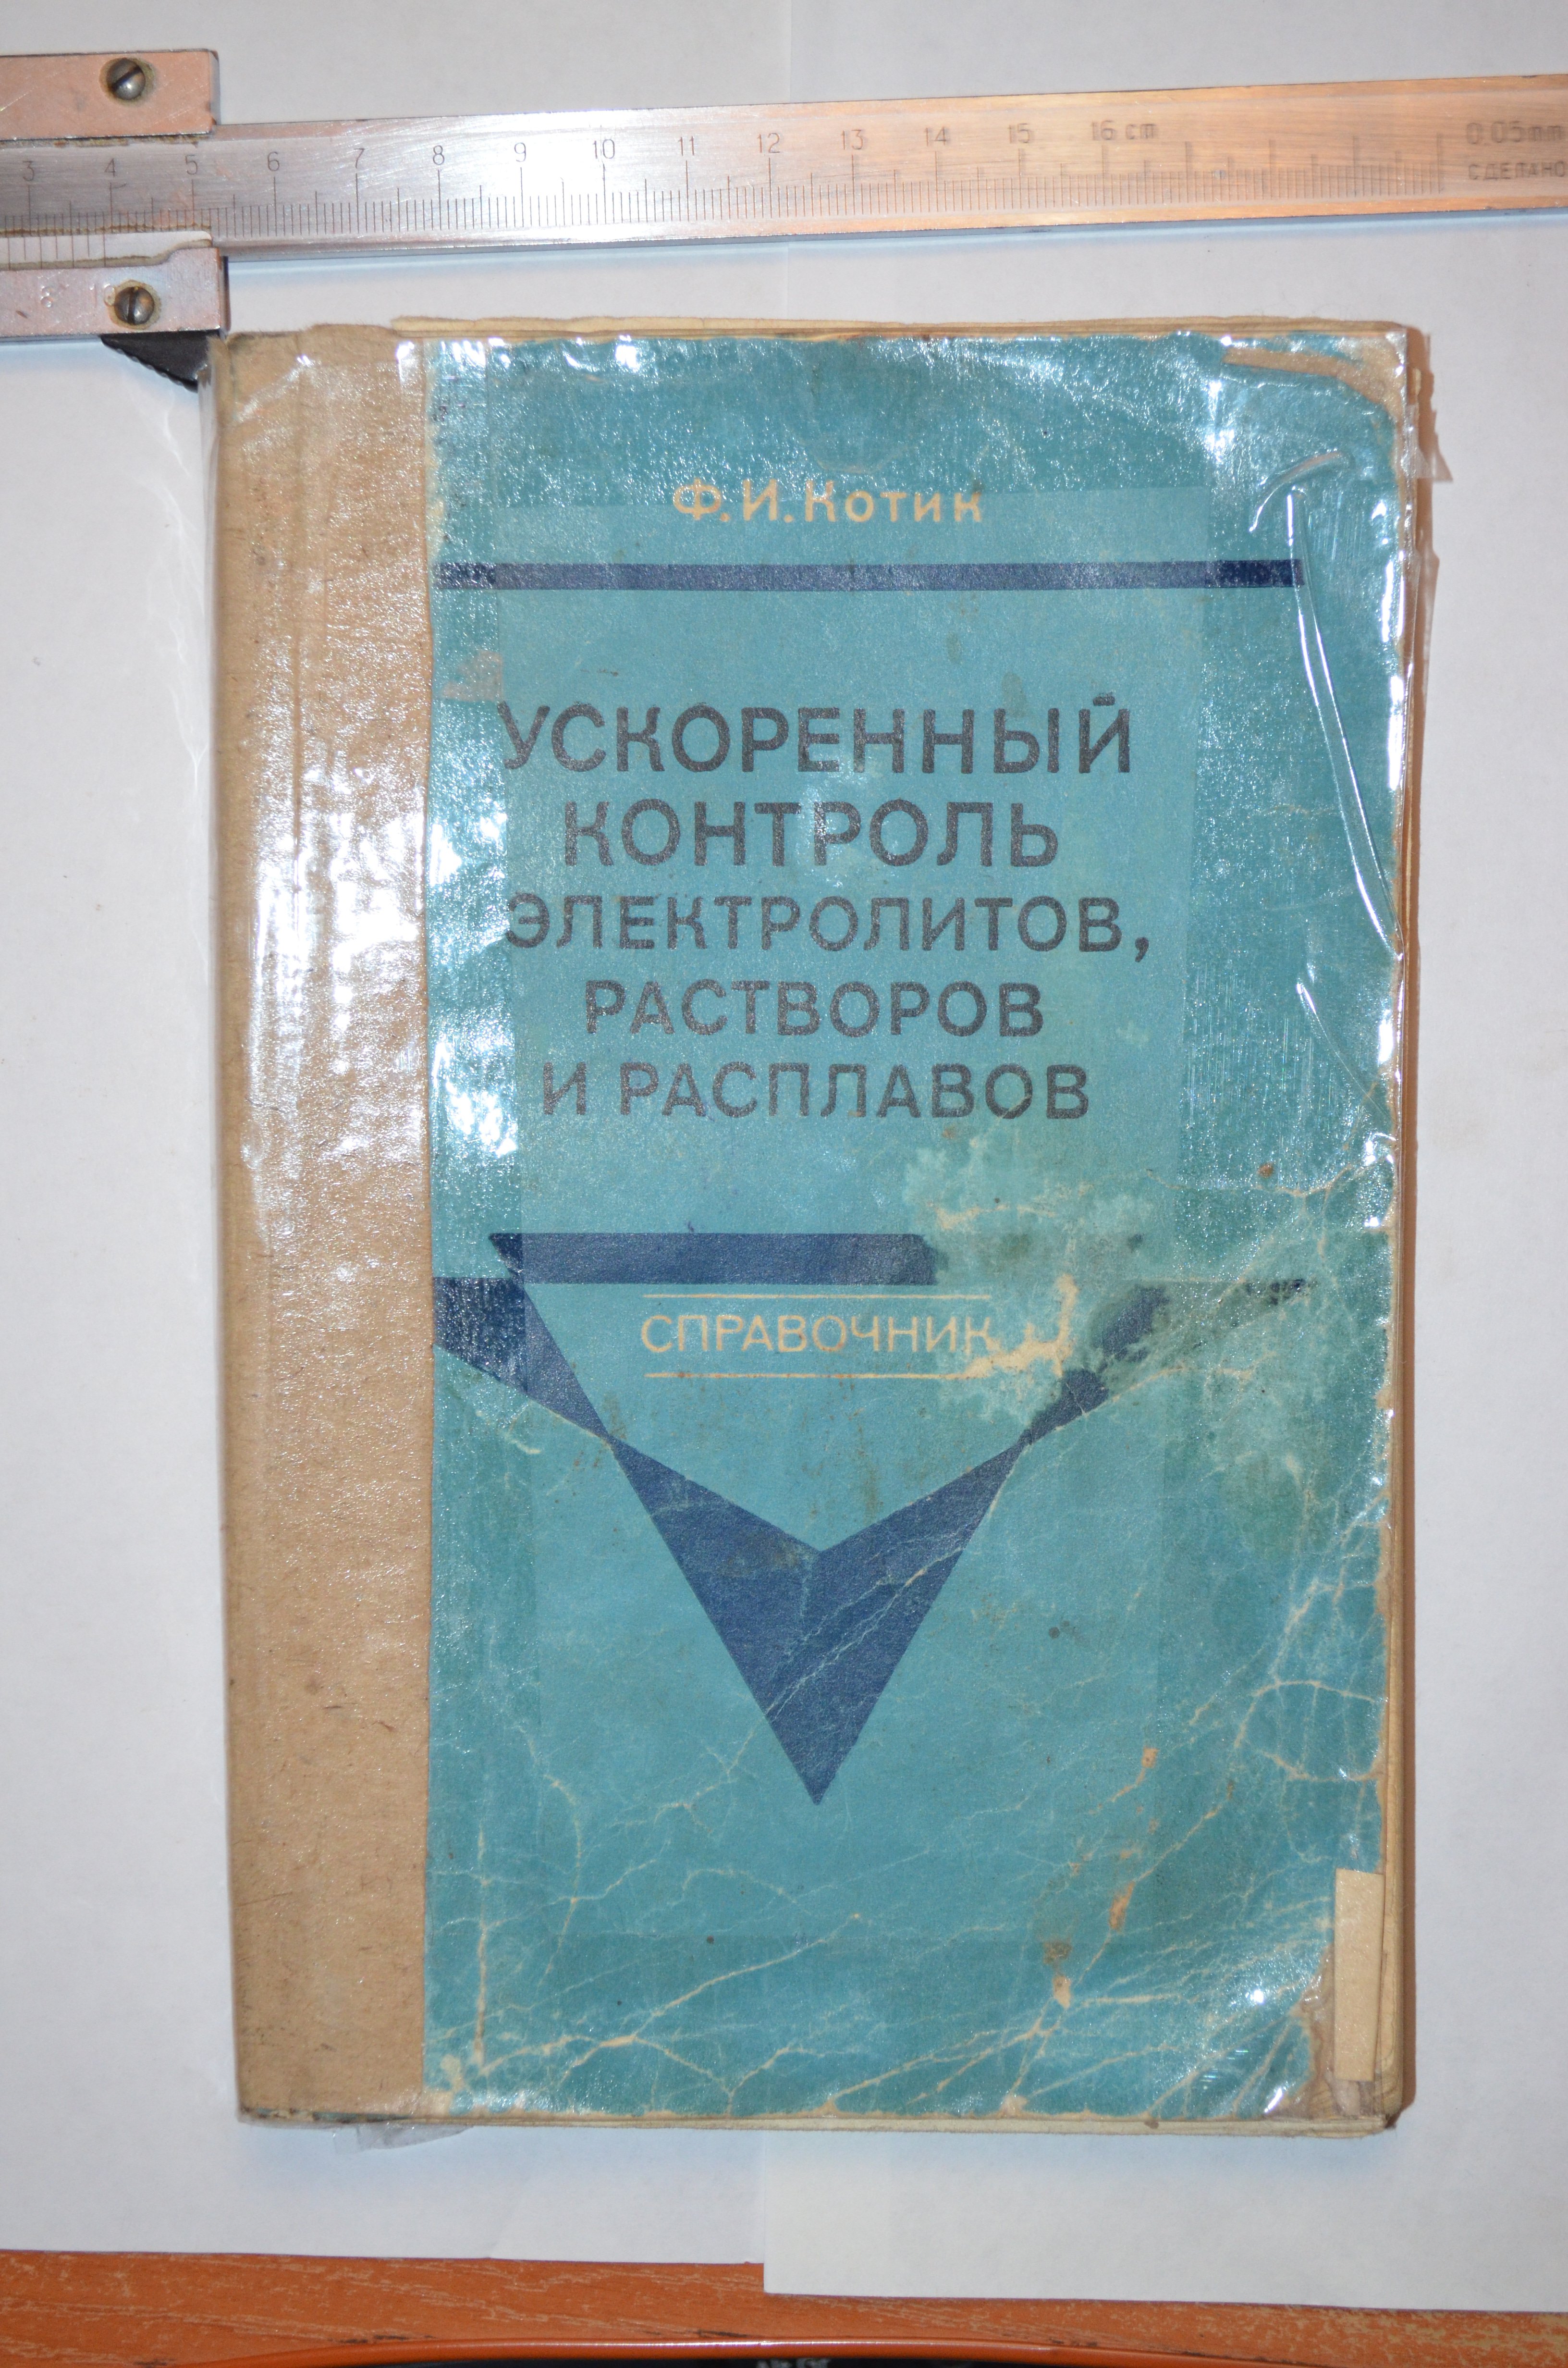 3 4 5 6 7 8 9 10 11 12 13 14 15 16 cm
0.05mm
СДЕЛАНО
Ф.И.Котик
УСКОРЕННЫЙ
КОНТРОЛЬ
ЭЛЕКТРОЛИТОВ,
РАСТВОРОВ
И РАСПЛАВОВ
СПРАВОЧНИК